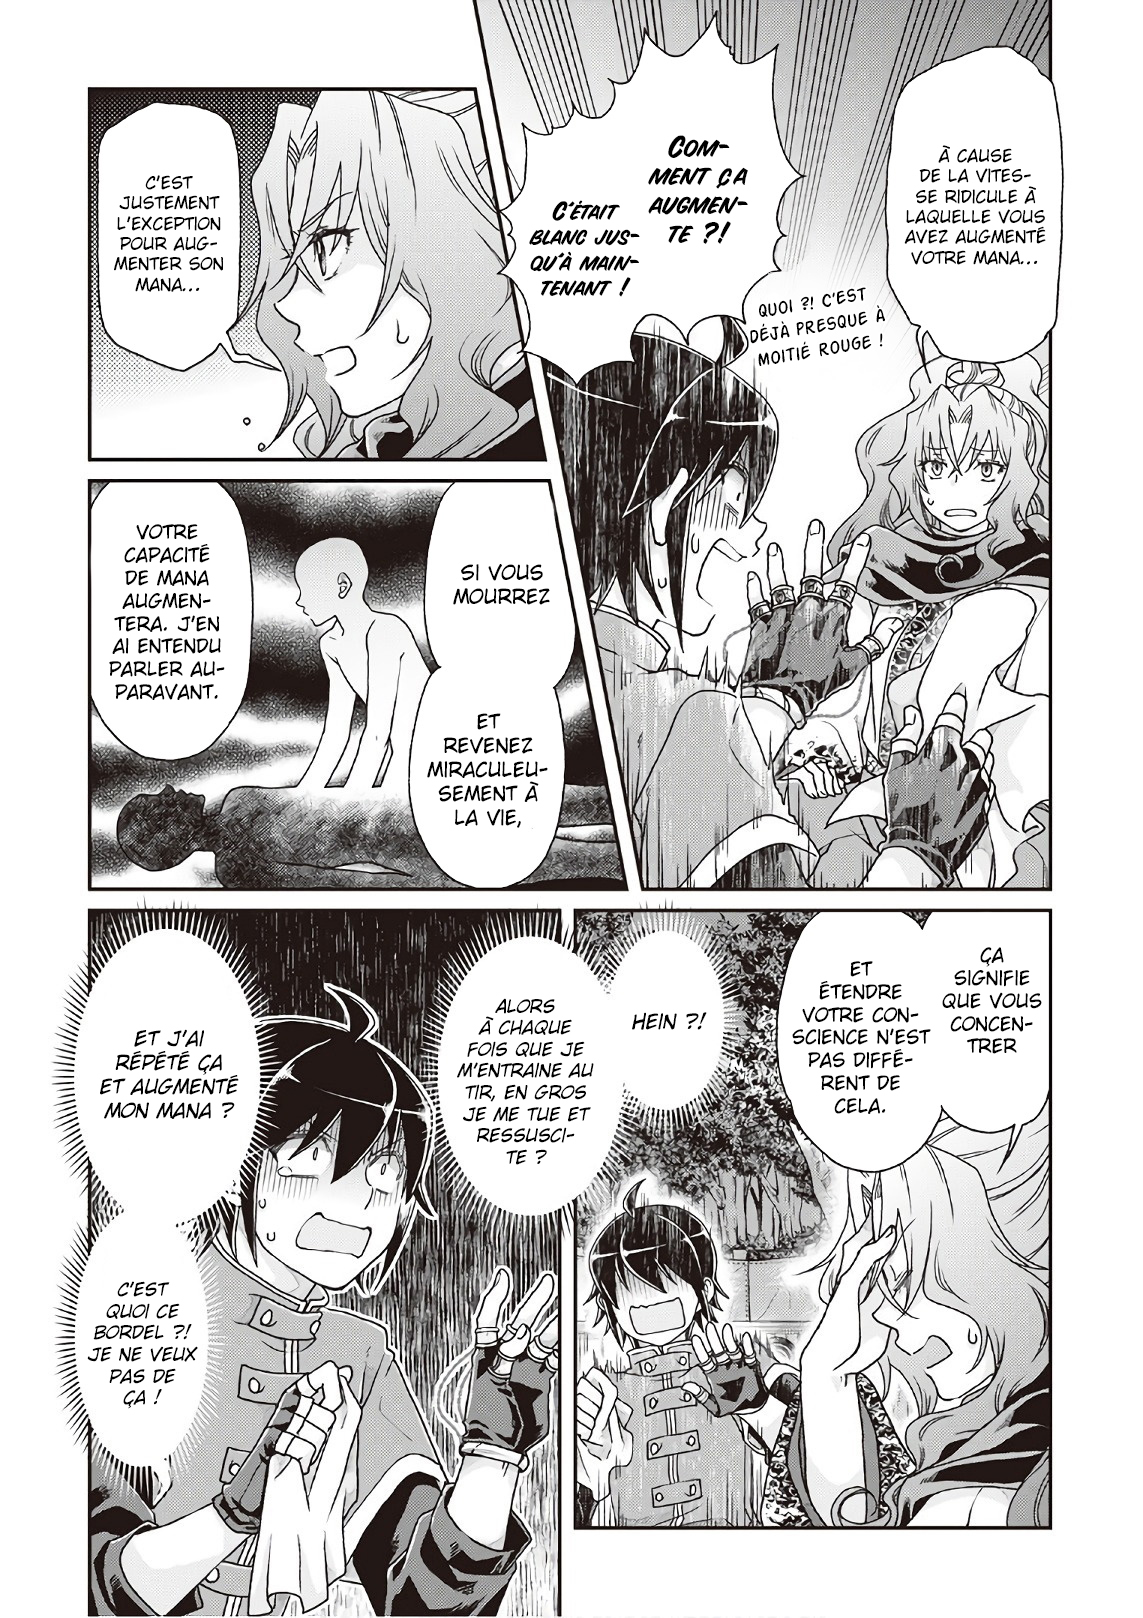 À CAUSE
DE LA VITES-
SE RIDICULE À
LAQUELLE VOUS
AVEZ AUGMENTÉ
VOTRE MANA...
COM-
MENT ÇA
AUGMEN-
TE ?!
C'ÉTAIT
BLANC JUS-
QU'À MAIN-
TENANT !
QUOI ?! C'EST
DÉJÀ PRESQUE À
MOITIÉ ROUGE !
C'EST
JUSTEMENT
L'EXCEPTION
POUR AUG-
MENTER SON
MANA...
SI VOUS
MOURREZ
ET
REVENEZ
MIRACULEU-
SEMENT À
LA VIE,
VOTRE
CAPACITÉ
DE MANA
AUGMEN-
TERA. J'EN
AI ENTENDU
PARLER AU-
PARAVANT.
ÇA
SIGNIFIE
QUE VOUS
CONCEN-
TRER
ET
ÉTENDRE
VOTRE CON-
SCIENCE N'EST
PAS DIFFÉ-
RENT DE
CELA.
HEIN ?!
ALORS
À CHAQUE
FOIS QUE JE
M'ENTRAINE AU
TIR, EN GROS
JE ME TUE ET
RESSUSCI-
TE ?
ET J'AI
RÉPÉTÉ ÇA
ET AUGMENTÉ
MON MANA ?
C'EST
QUOI CE
BORDEL ?!
JE NE VEUX
PAS DE
ÇA !